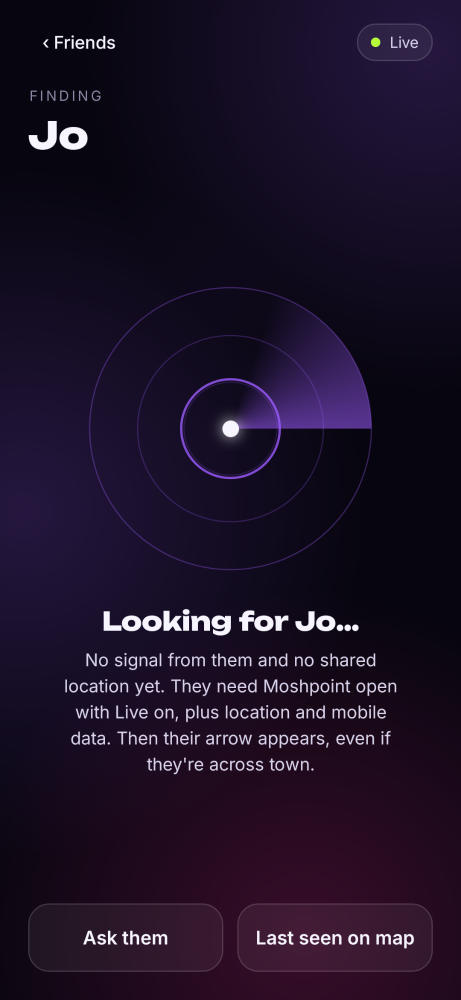 ‹ Friends
Live
FINDING
Jo
Looking for Jo...
No signal from them and no shared
location yet. They need Moshpoint open
with Live on, plus location and mobile
data. Then their arrow appears, even if
they're across town.
Ask them
Last seen on map